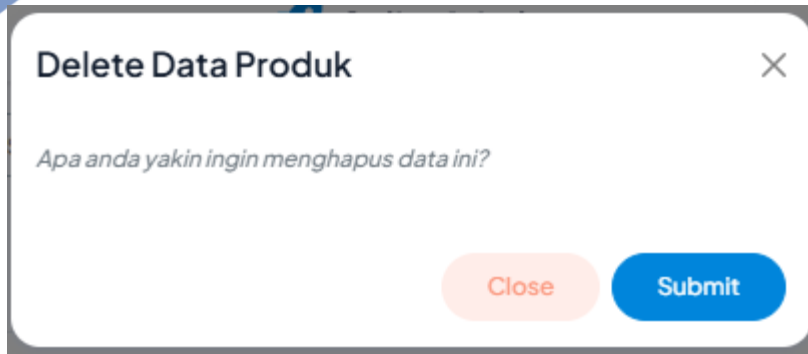 Delete Data Produk
Apa anda yakin ingin menghapus data ini?
Close
Submit